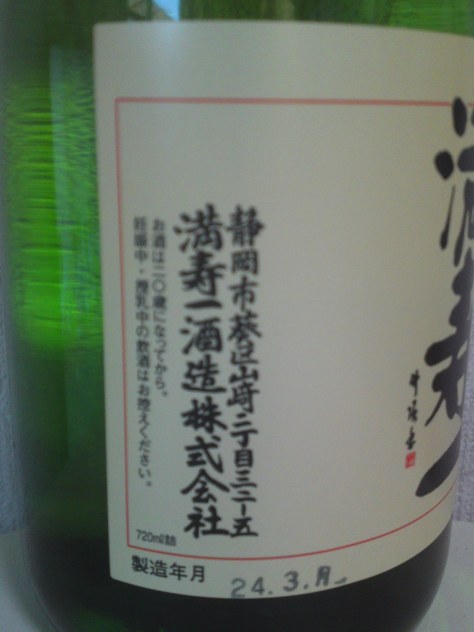 満寿一
静岡市葵区山崎二丁目三二-五
満寿一酒造株式会社
お酒は二〇歳になってから。
妊娠中・授乳中の飲酒はお控えください。
720ml詰
製造年月 24.3.月